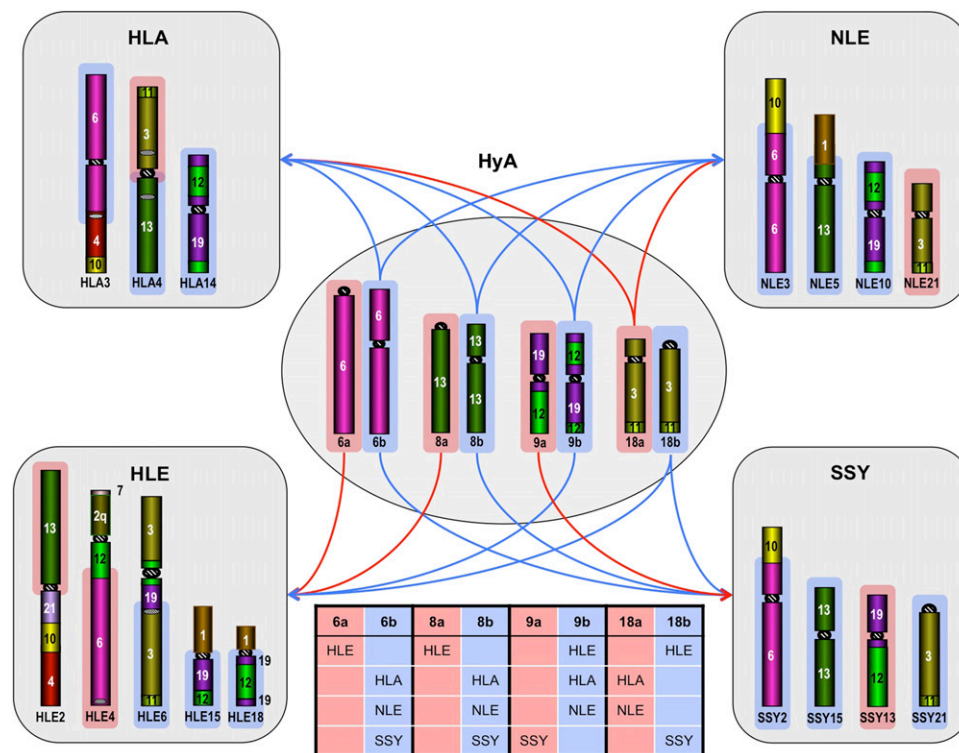 HLA
6
4
10
HLA3
11
3
13
HLA4
12
19
HLA14
NLE
10
6
6
NLE3
1
13
NLE5
12
19
NLE10
3
11
NLE21
HyA
6
6a
6
6b
13
8a
13
13
8b
19
12
9a
12
19
12
9b
3
11
18a
3
11
18b
HLE
13
21
10
4
HLE2
7
2q
12
6
HLE4
3
19
3
11
HLE6
1
19
12
HLE15
1
19
12
19
HLE18
SSY
10
6
SSY2
13
13
SSY15
19
12
SSY13
3
11
SSY21
6a 6b 8a 8b 9a 9b 18a 18b
HLE HLE HLE HLE
HLA HLA HLA HLA
NLE NLE NLE NLE
SSY SSY SSY SSY